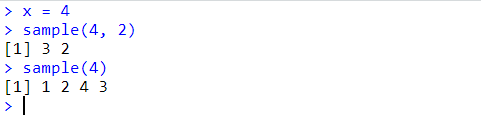 > x = 4
> sample(4, 2)
[1] 3 2
> sample(4)
[1] 1 2 4 3
>